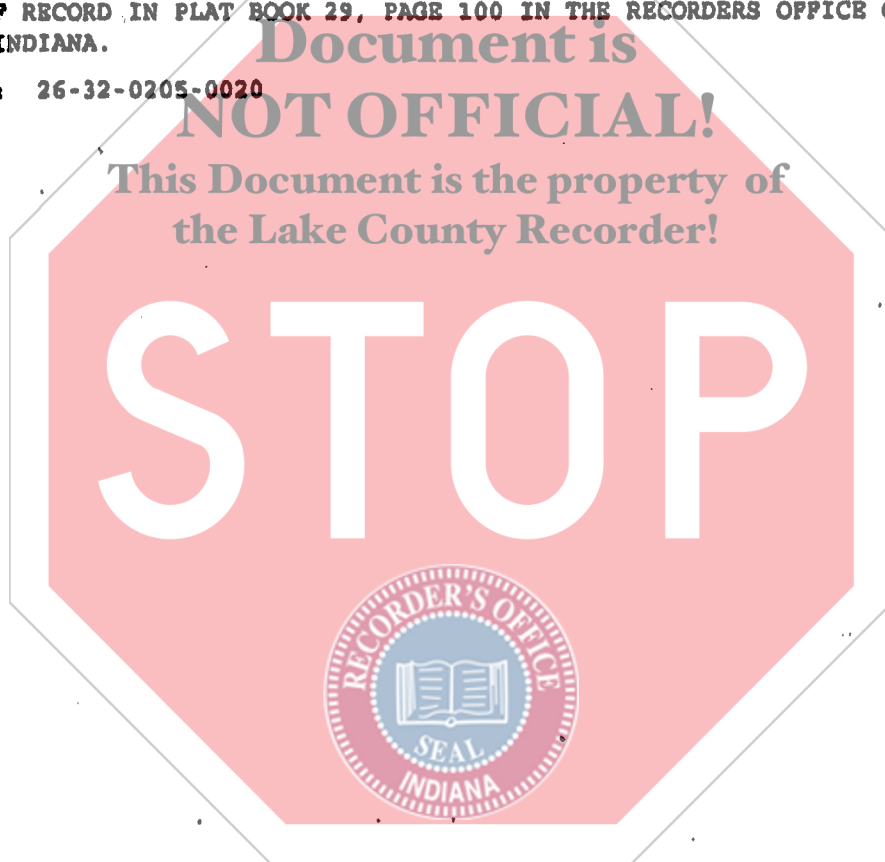 RECORD IN PLAT BOOK 29, PAGE 100 IN THE RECORDERS OFFICE
INDIANA.
26-32-0205-0020
Document is
NOT OFFICIAL!
This Document is the property of
the Lake County Recorder!
STOP
RECORDER'S OFFICE
SEAL
INDIANA